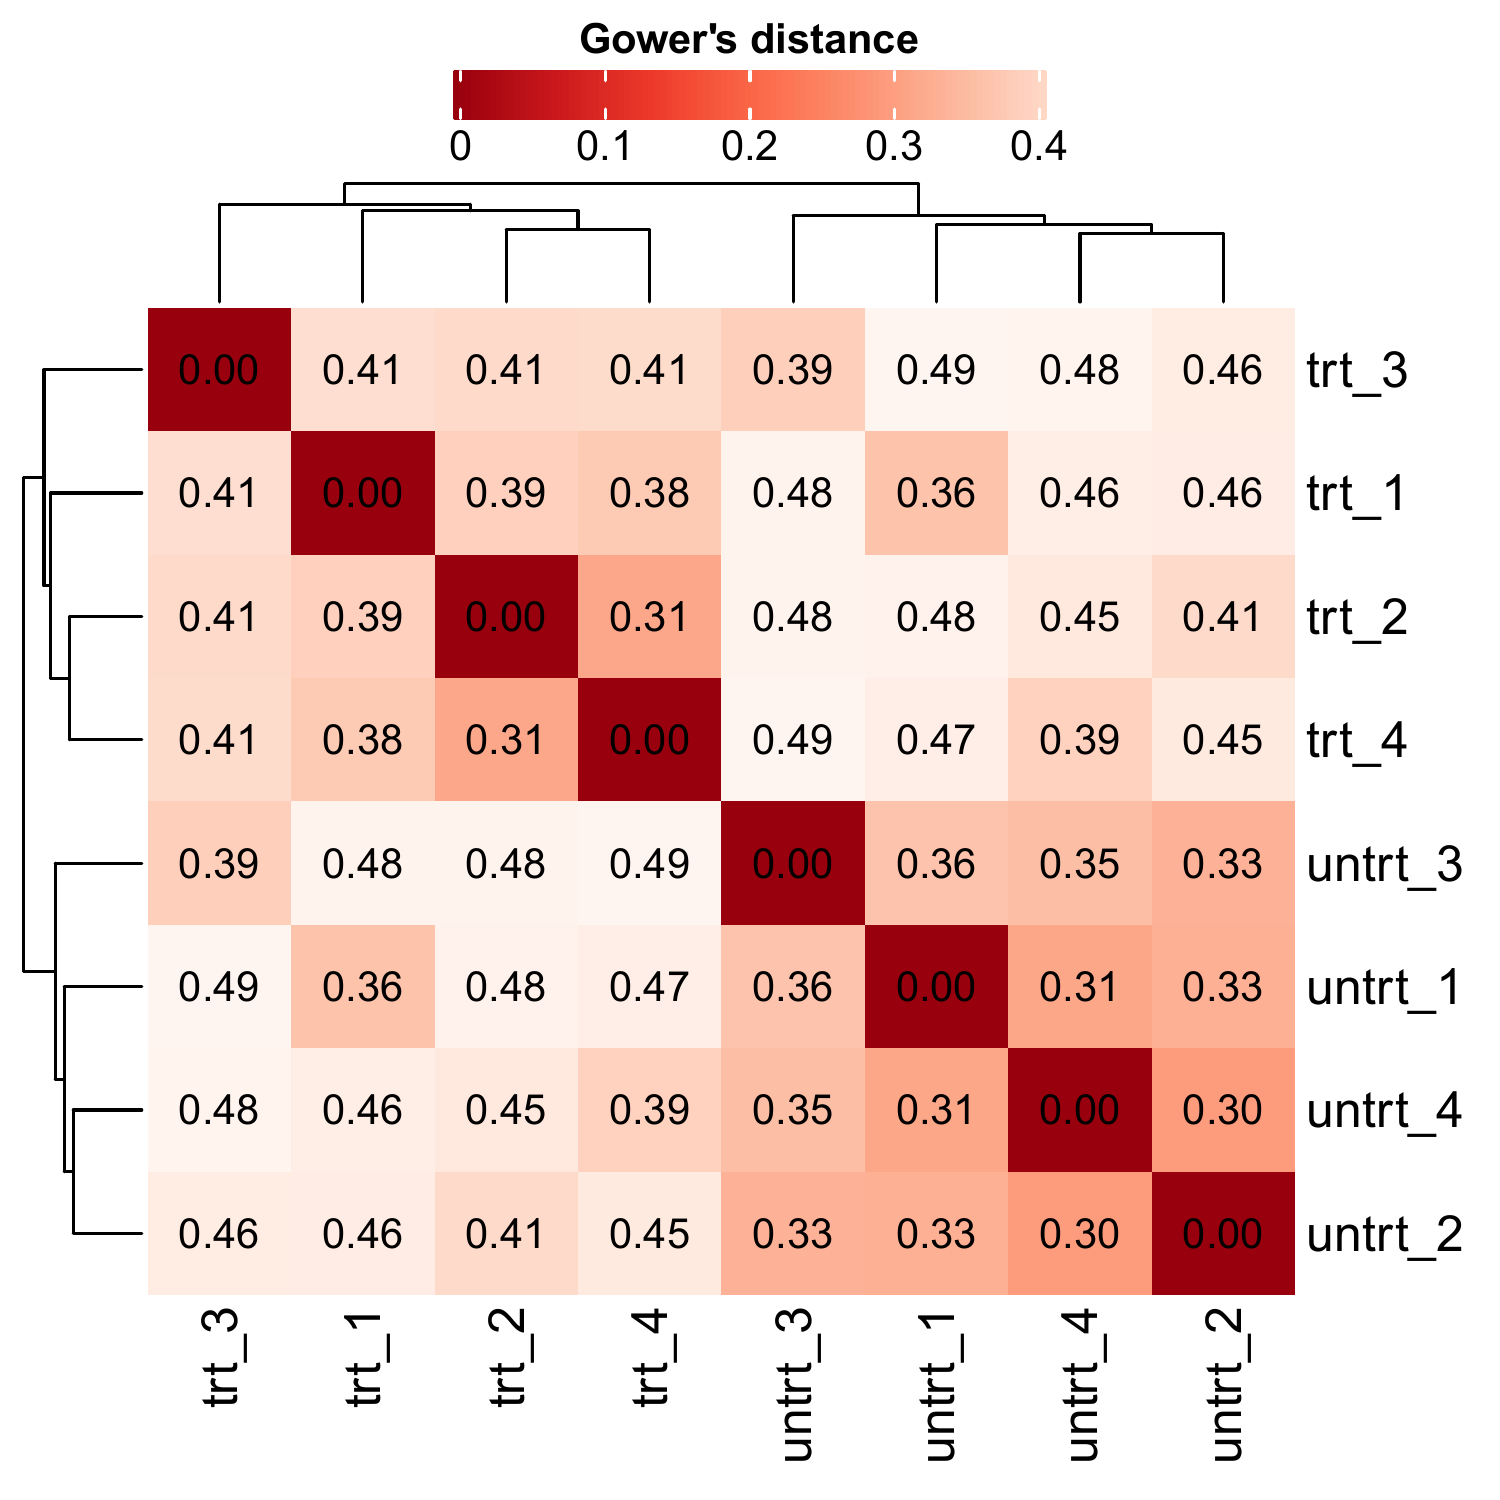 Gower's distance
0 0.1 0.2 0.3 0.4
0.00 0.41 0.41 0.41 0.39 0.49 0.48 0.46 trt_3
0.41 0.00 0.39 0.38 0.48 0.36 0.46 0.46 trt_1
0.41 0.39 0.00 0.31 0.48 0.48 0.45 0.41 trt_2
0.41 0.38 0.31 0.00 0.49 0.47 0.39 0.45 trt_4
0.39 0.48 0.48 0.49 0.00 0.36 0.35 0.33 untrt_3
0.49 0.36 0.48 0.47 0.36 0.00 0.31 0.33 untrt_1
0.48 0.46 0.45 0.39 0.35 0.31 0.00 0.30 untrt_4
0.46 0.46 0.41 0.45 0.33 0.33 0.30 0.00 untrt_2
trt_3 trt_1 trt_2 trt_4 untrt_3 untrt_1 untrt_4 untrt_2